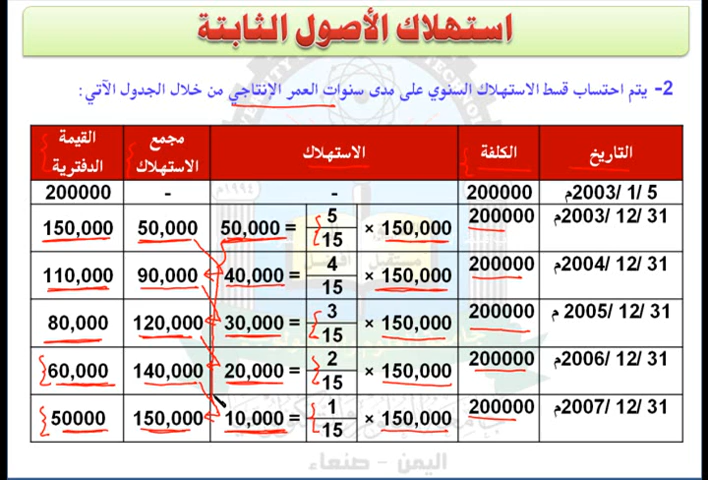 استهلاك الأصول الثابتة
2- يتم احتساب قسط الاستهلاك السنوي على مدى سنوات العمر الإنتاجي من خلال الجدول الآتي:
التاريخ الكلفة الاستهلاك مجمع الاستهلاك القيمة الدفترية
5 /1 /2003م 200000 - - 200000
31 /12 /2003م 200000 150,000 × 5/15 = 50,000 50,000 150,000
31 /12 /2004م 200000 150,000 × 4/15 = 40,000 90,000 110,000
31 /12 /2005 م 200000 150,000 × 3/15 = 30,000 120,000 80,000
31 /12 /2006م 200000 150,000 × 2/15 = 20,000 140,000 60,000
31 /12 /2007م 200000 150,000 × 1/15 = 10,000 150,000 50000
اليمن - صنعاء